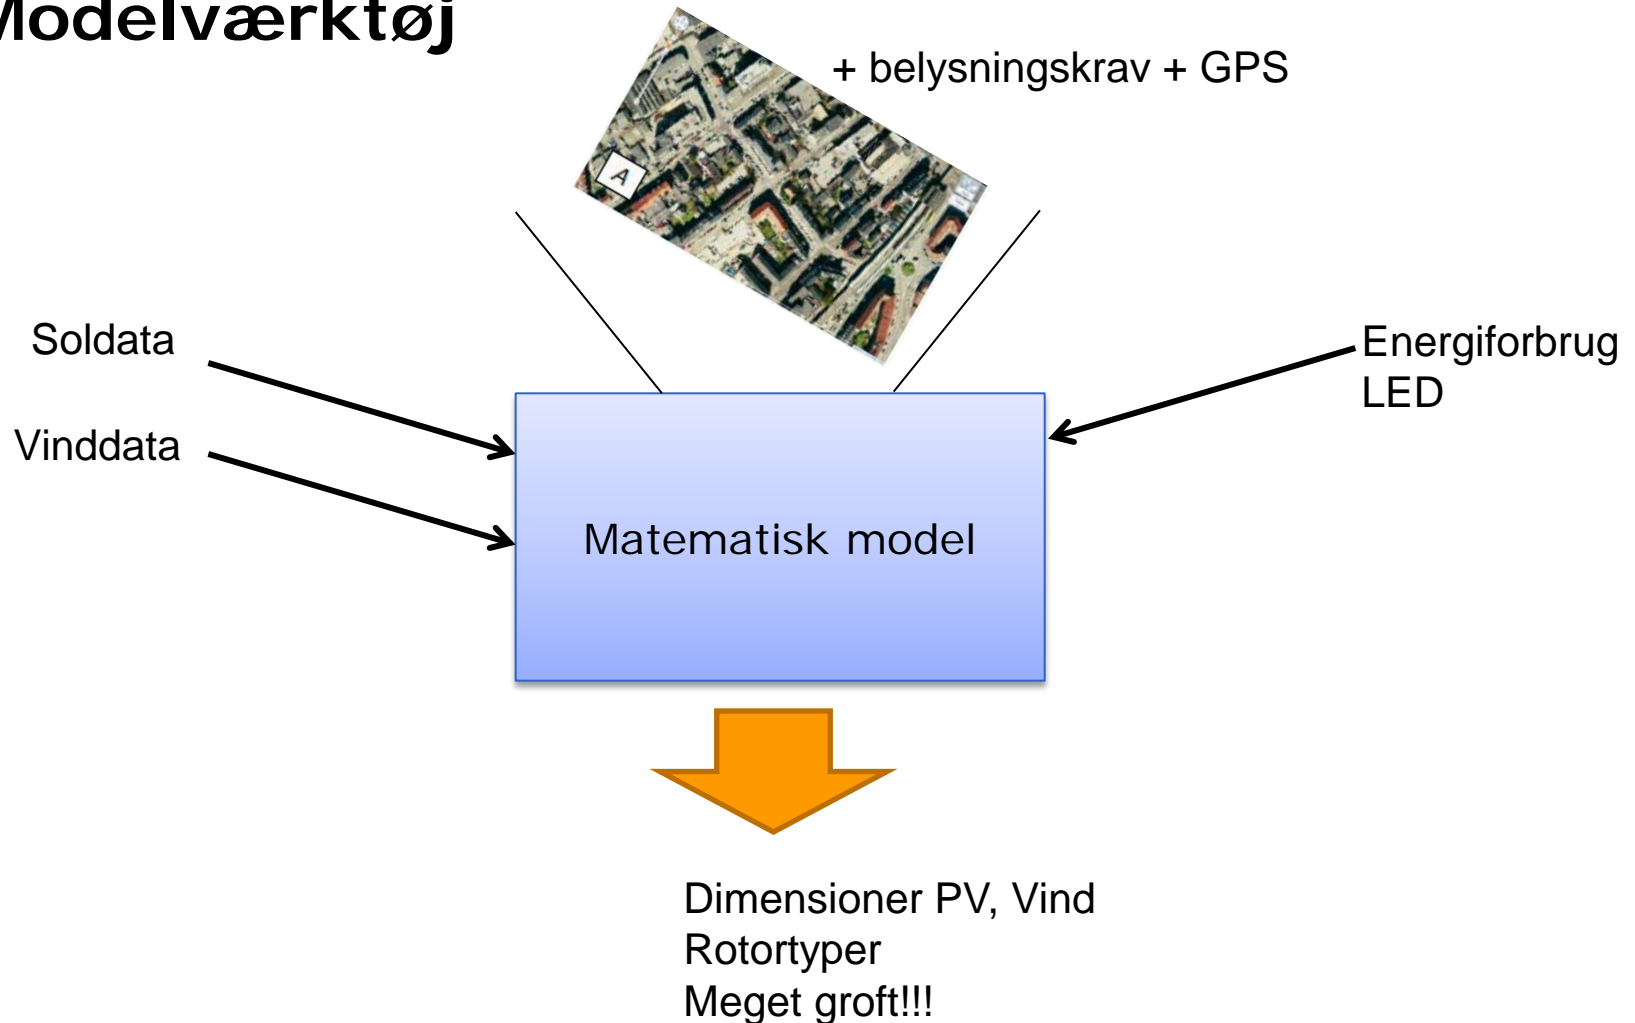 Modelværktøj
+ belysningskrav + GPS
A
Soldata
Vinddata
Energiforbrug
LED
Matematisk model
Dimensioner PV, Vind
Rotortyper
Meget groft!!!